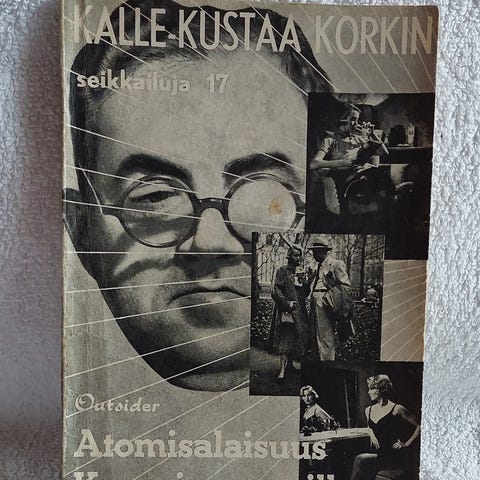 KALLE-KUSTAA KORKIN
seikkailuja 17
Outsider
Atomisalaisuus